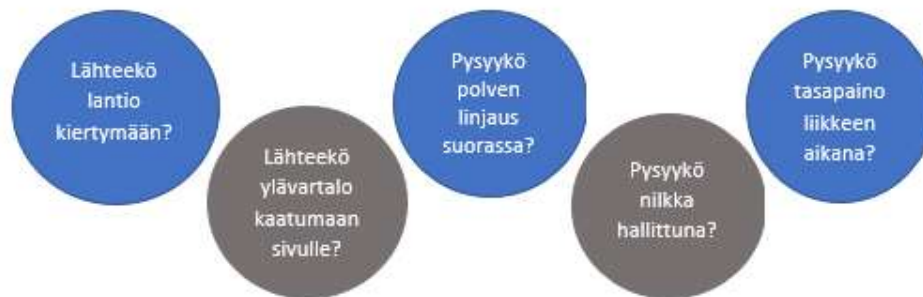 Lähteekö
lantio
kiertymään?
Lähteekö
ylävartalo
kaatumaan
sivulle?
Pysyykö
polven
linjaus
suorassa?
Pysyykö
nilkka
hallittuna?
Pysyykö
tasapaino
liikkeen
aikana?